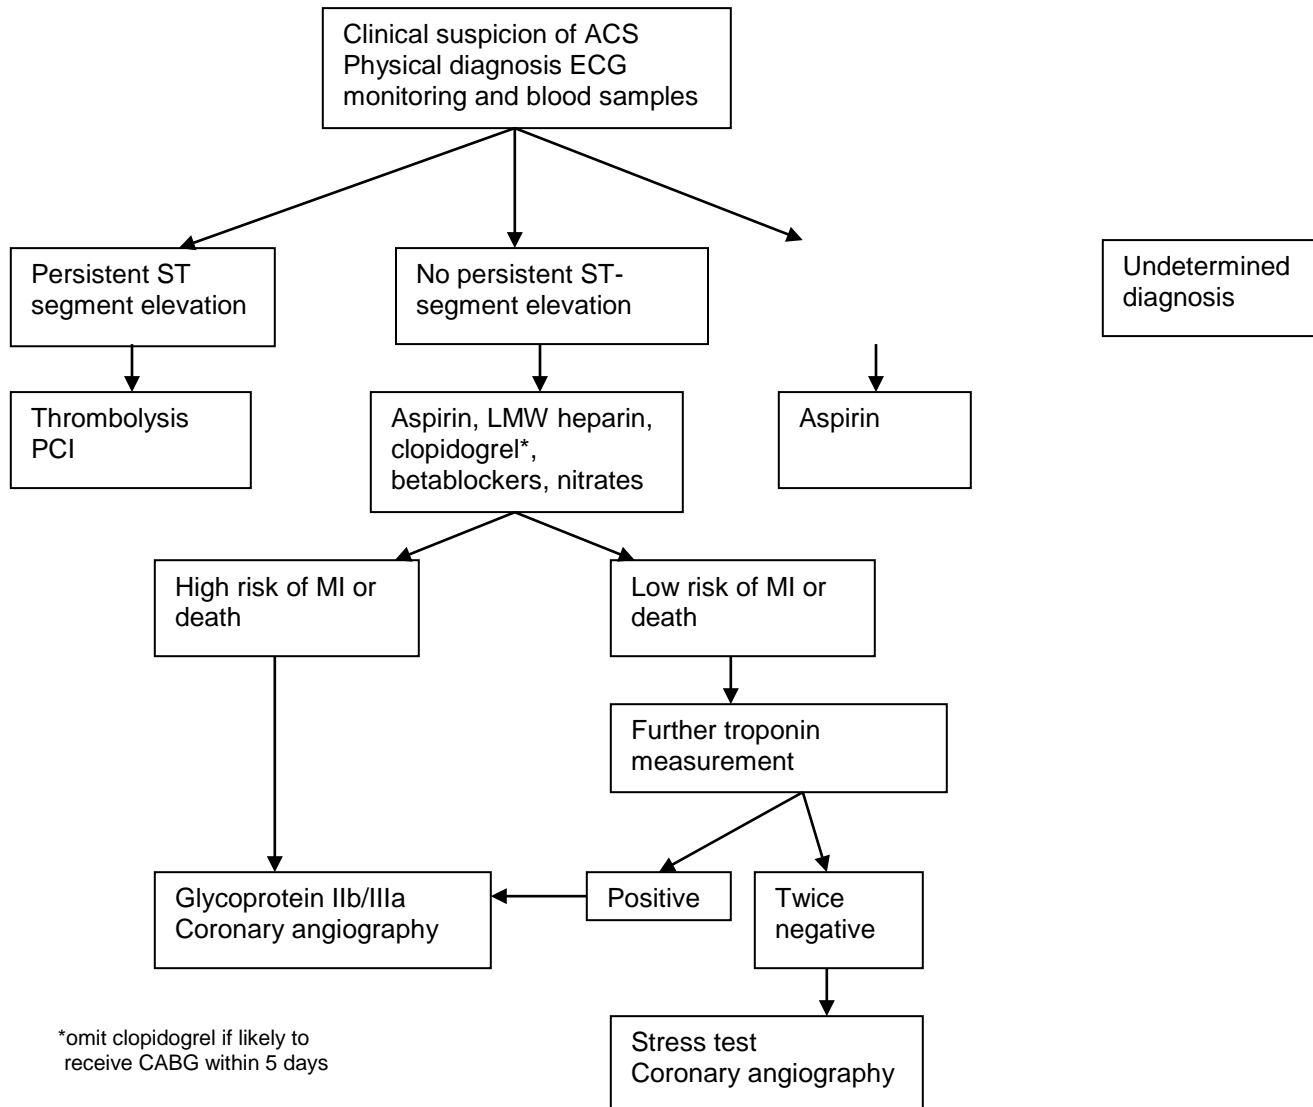 Clinical suspicion of ACS
Physical diagnosis ECG
monitoring and blood samples
Persistent ST
segment elevation
No persistent ST-
segment elevation
Undetermined
diagnosis
Thrombolysis
PCI
Aspirin, LMW heparin,
clopidogrel*,
betablockers, nitrates
Aspirin
High risk of MI or
death
Low risk of MI or
death
Further troponin
measurement
Glycoprotein IIb/IIIa
Coronary angiography
Positive
Twice
negative
*omit clopidogrel if likely to
receive CABG within 5 days
Stress test
Coronary angiography